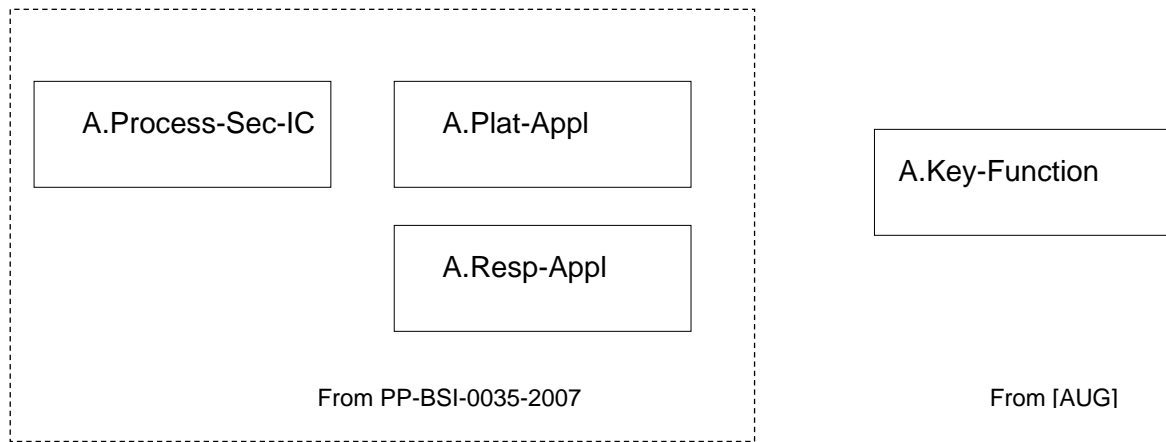 A.Process-Sec-IC
A.Plat-Appl
A.Key-Function
A.Resp-Appl
From PP-BSI-0035-2007
From [AUG]